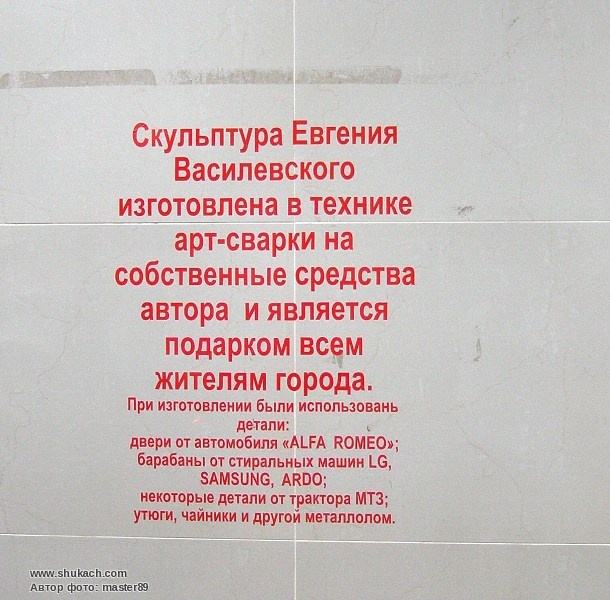 Скульптура Евгения
Василевского
изготовлена в технике
арт-сварки на
собственные средства
автора и является
подарком всем
жителям города.
При изготовлении были использовань
детали:
двери от автомобиля «ALFA ROMEO»;
барабаны от стиральных машин LG,
SAMSUNG, ARDO;
некоторые детали от трактора МТЗ;
утюги, чайники и другой металлолом.
www.shukach.com
Автор фото: master89